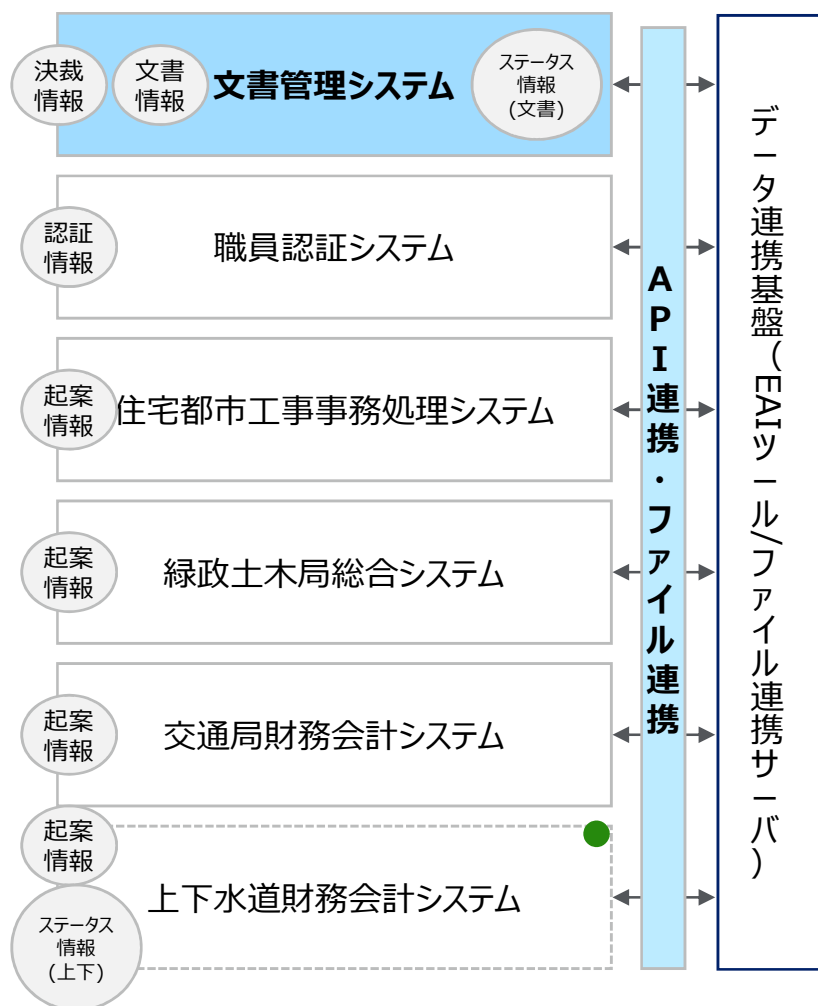 決裁
情報
文書
情報
文書管理システム
ステータス
情報
(文書)
認証
情報
職員認証システム
起案
情報
住宅都市工事事務処理システム
起案
情報
緑政土木局総合システム
起案
情報
交通局財務会計システム
起案
情報
上下水道財務会計システム
ステータス
情報
(上下)
API連携・ファイル連携
データ連携基盤(EAIツール/ファイル連携サーバ)